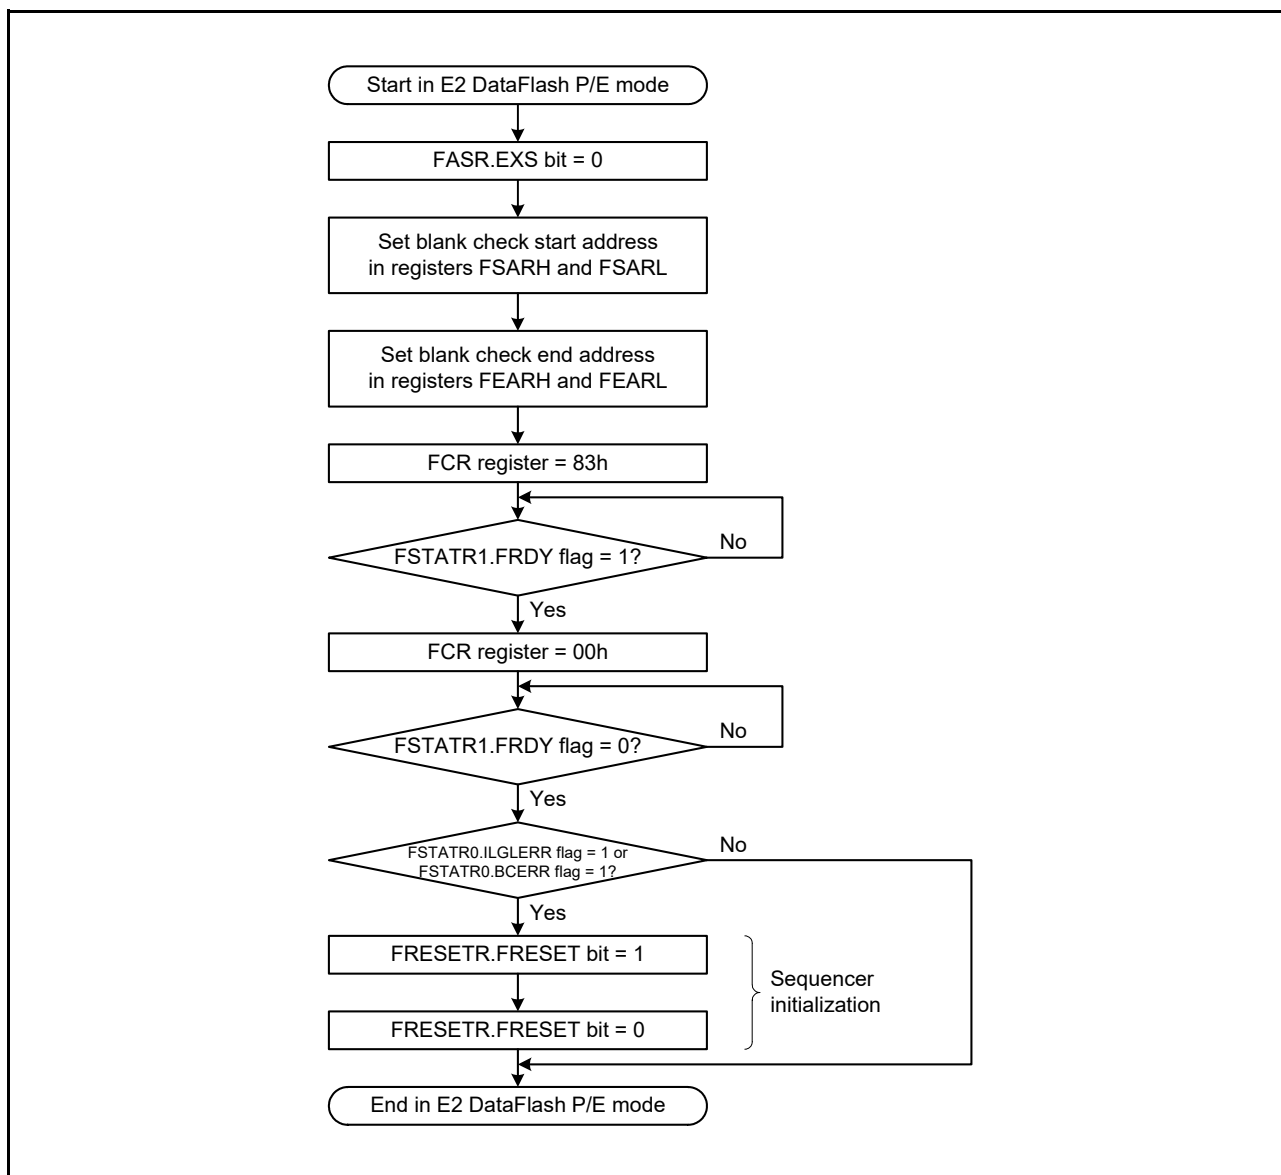 Start in E2 DataFlash P/E mode
FASR.EXS bit = 0
Set blank check start address
in registers FSARH and FSARL
Set blank check end address
in registers FEARH and FEARL
FCR register = 83h
FSTATR1.FRDY flag = 1?
No
Yes
FCR register = 00h
FSTATR1.FRDY flag = 0?
No
Yes
FSTATR0.ILGLERR flag = 1 or
FSTATR0.BCERR flag = 1?
No
Yes
FRESETR.FRESET bit = 1
Sequencer
initialization
FRESETR.FRESET bit = 0
End in E2 DataFlash P/E mode